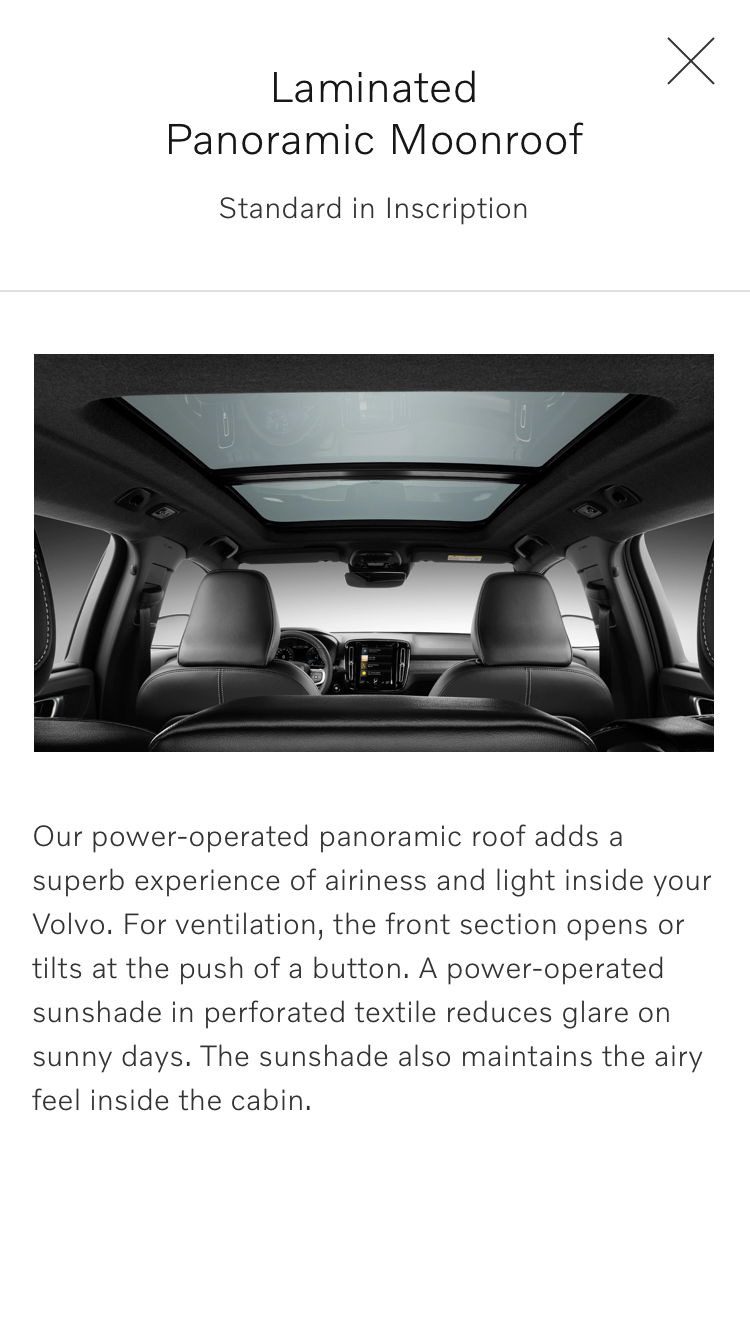 Laminated
Panoramic Moonroof
Standard in Inscription
Our power-operated panoramic roof adds a
superb experience of airiness and light inside your
Volvo. For ventilation, the front section opens or
tilts at the push of a button. A power-operated
sunshade in perforated textile reduces glare on
sunny days. The sunshade also maintains the airy
feel inside the cabin.